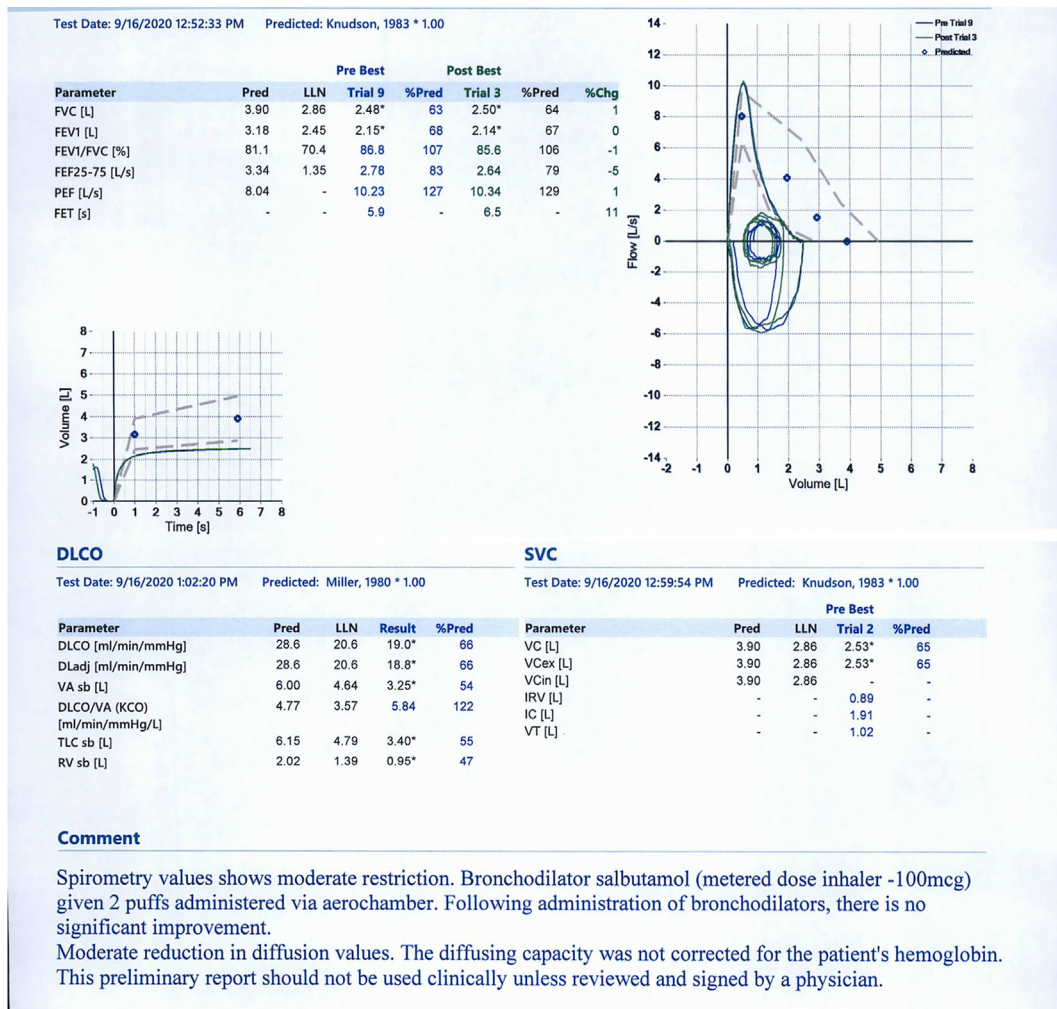 Test Date: 9/16/2020 12:52:33 PM Predicted: Knudson, 1983 * 1.00
Pre Best Post Best
Parameter Pred LLN Trial 9 %Pred Trial 3 %Pred %Chg
FVC [L] 3.90 2.86 2.48* 63 2.50* 64 1
FEV1 [L] 3.18 2.45 2.15* 68 2.14* 67 0
FEV1/FVC [%] 81.1 70.4 86.8 107 85.6 106 -1
FEF25-75 [L/s] 3.34 1.35 2.78 83 2.64 79 -5
PEF [L/s] 8.04 - 10.23 127 10.34 129 1
FET [s] - - 5.9 - 6.5 - 11
Pre Trial 9
Post Trial 3
Predicted
14
12
10
8
6
4
2
0
-2
-4
-6
-8
-10
-12
-14
Flow [L/s]
-2 -1 0 1 2 3 4 5 6 7 8
Volume [L]
8
7
6
5
4
3
2
1
0
Volume [L]
-1 0 1 2 3 4 5 6 7 8
Time [s]
DLCO
Test Date: 9/16/2020 1:02:20 PM Predicted: Miller, 1980 * 1.00
Parameter Pred LLN Result %Pred
DLCO [ml/min/mmHg] 28.6 20.6 19.0* 66
DLadj [ml/min/mmHg] 28.6 20.6 18.8* 66
VA sb [L] 6.00 4.64 3.25* 54
DLCO/VA (KCO) 4.77 3.57 5.84 122
[ml/min/mmHg/L]
TLC sb [L] 6.15 4.79 3.40* 55
RV sb [L] 2.02 1.39 0.95* 47
SVC
Test Date: 9/16/2020 12:59:54 PM Predicted: Knudson, 1983 * 1.00
Pre Best
Parameter Pred LLN Trial 2 %Pred
VC [L] 3.90 2.86 2.53* 65
VCex [L] 3.90 2.86 2.53* 65
VCin [L] 3.90 2.86 - -
IRV [L] - - 0.89 -
IC [L] - - 1.91 -
VT [L] - - 1.02 -
Comment
Spirometry values shows moderate restriction. Bronchodilator salbutamol (metered dose inhaler -100mcg)
given 2 puffs administered via aerochamber. Following administration of bronchodilators, there is no
significant improvement.
Moderate reduction in diffusion values. The diffusing capacity was not corrected for the patient's hemoglobin.
This preliminary report should not be used clinically unless reviewed and signed by a physician.